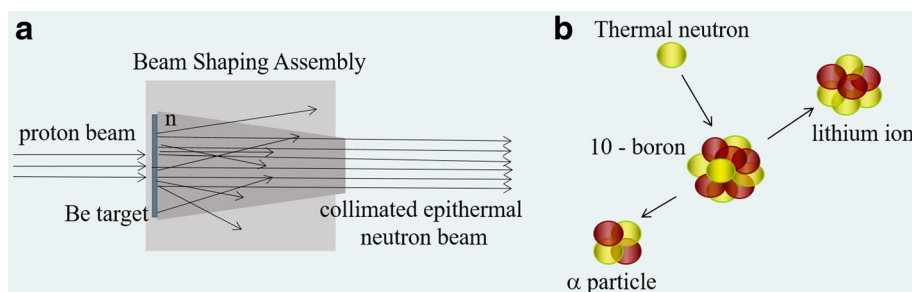 a
Beam Shaping Assembly
n
proton beam
Be target
collimated epithermal
neutron beam
b
Thermal neutron
10 - boron
lithium ion
α particle